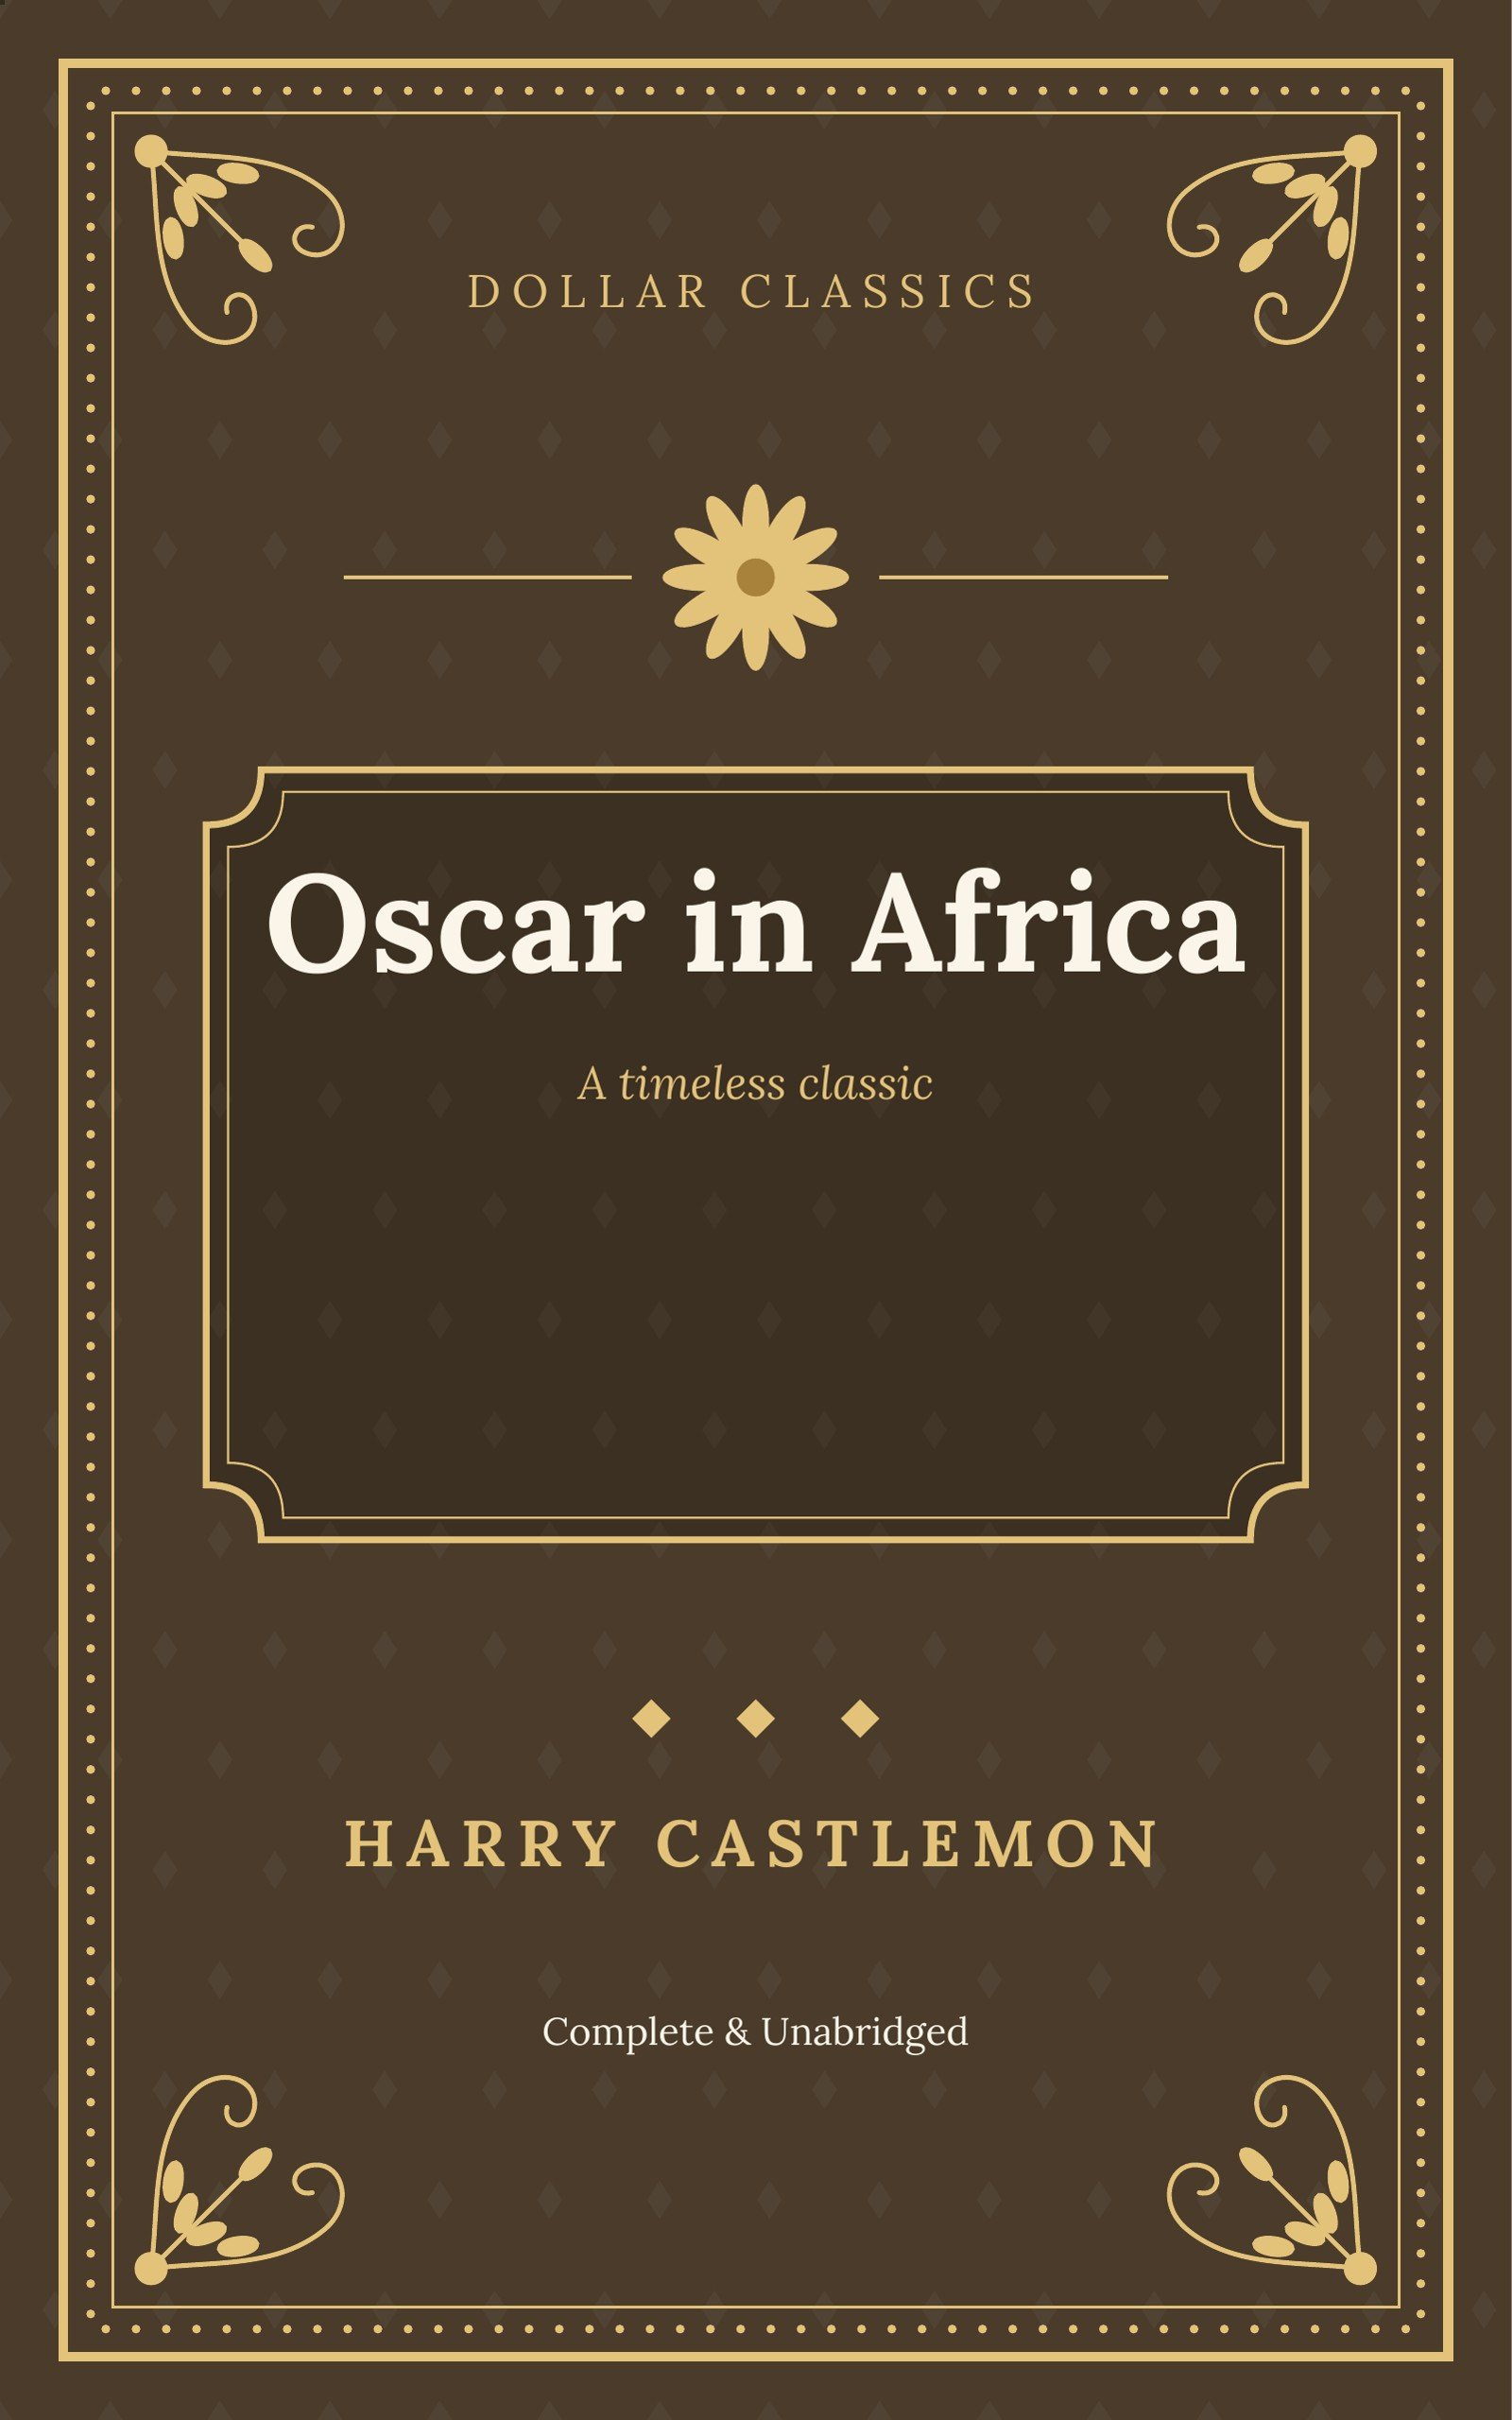 DOLLAR CLASSICS
Oscar in Africa
A timeless classic
HARRY CASTLEMON
Complete & Unabridged